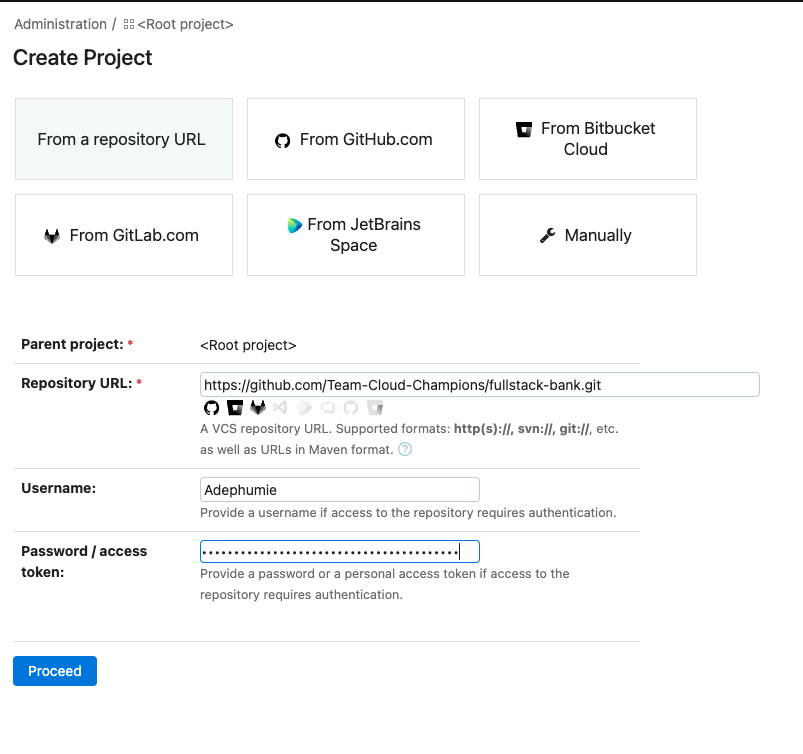 Administration / <Root project>
Create Project
From a repository URL
From GitHub.com
From Bitbucket
Cloud
From GitLab.com
From JetBrains
Space
Manually
Parent project: *
<Root project>
Repository URL: *
https://github.com/Team-Cloud-Champions/fullstack-bank.git
A VCS repository URL. Supported formats: http(s)://, svn://, git://, etc.
as well as URLs in Maven format. ?
Username:
Adephumie
Provide a username if access to the repository requires authentication.
Password / access
token:
Provide a password or a personal access token if access to the
repository requires authentication.
Proceed